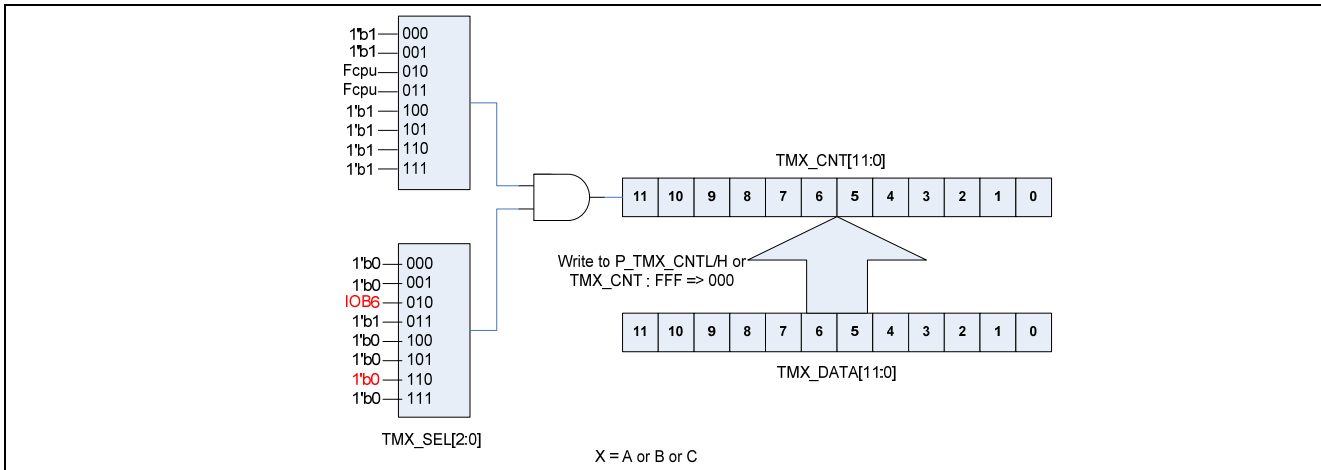 1'b1 000
1'b1 001
Fcpu 010
Fcpu 011
1'b1 100
1'b1 101
1'b1 110
1'b1 111
TMX_CNT[11:0]
11 10 9 8 7 6 5 4 3 2 1 0
1'b0 000
1'b0 001
IOB6 010
1'b1 011
1'b0 100
1'b0 101
1'b0 110
1'b0 111
TMX_SEL[2:0]
Write to P_TMX_CNTL/H or
TMX_CNT : FFF => 000
11 10 9 8 7 6 5 4 3 2 1 0
TMX_DATA[11:0]
X = A or B or C